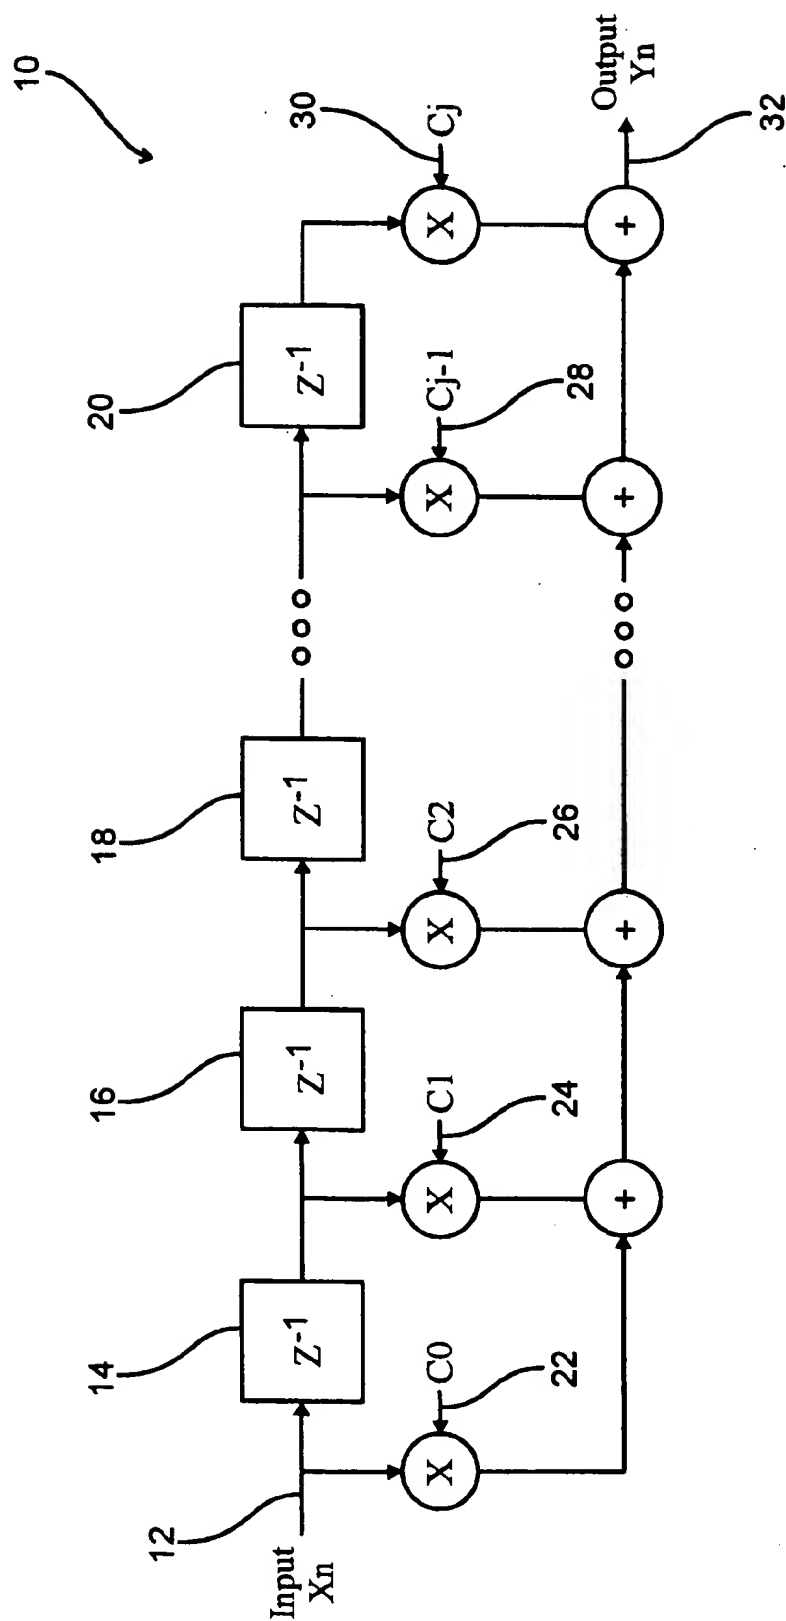 10
20
18
16
14
30
12
Z⁻¹
Z⁻¹
Z⁻¹
Z⁻¹
Input
Xn
X
C0
X
C1
X
C2
X
Cj-1
X
Cj
22
24
26
28
+
+
+
+
Output
Yn
32